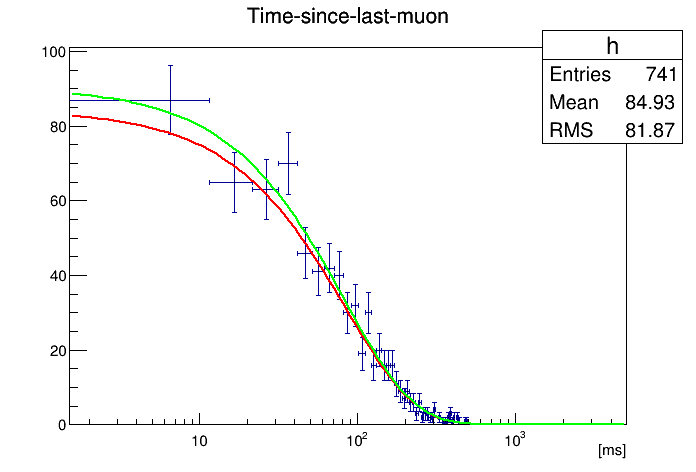 Time-since-last-muon
h
Entries 741
Mean 84.93
RMS 81.87
100
80
60
40
20
0
10 10² 10³
[ms]